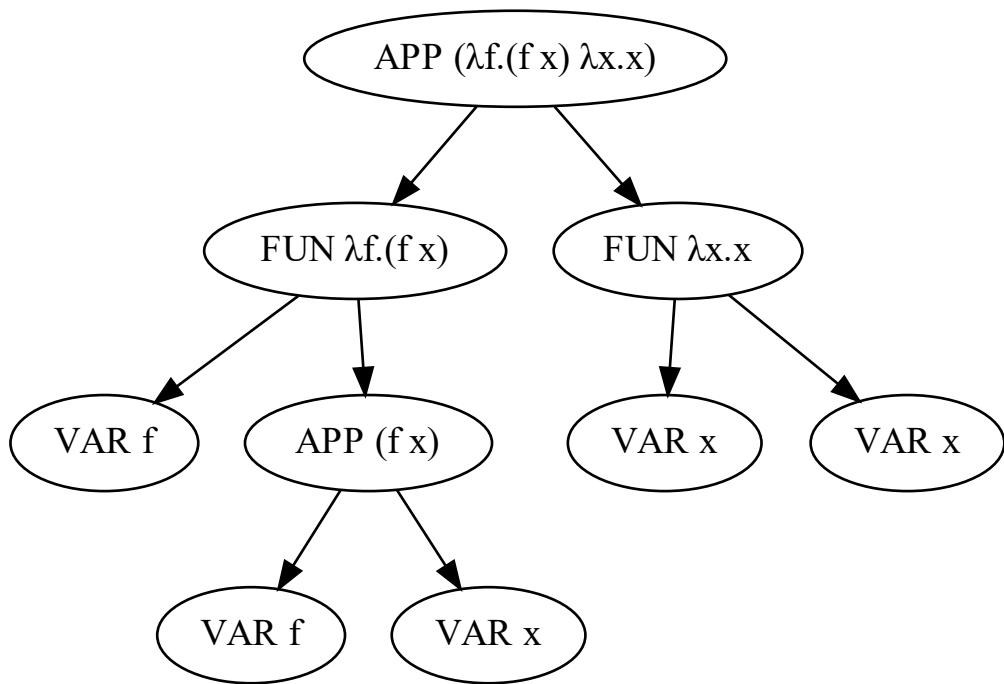 APP (λf.(f x) λx.x)
FUN λf.(f x)
FUN λx.x
VAR f
APP (f x)
VAR x
VAR x
VAR f
VAR x